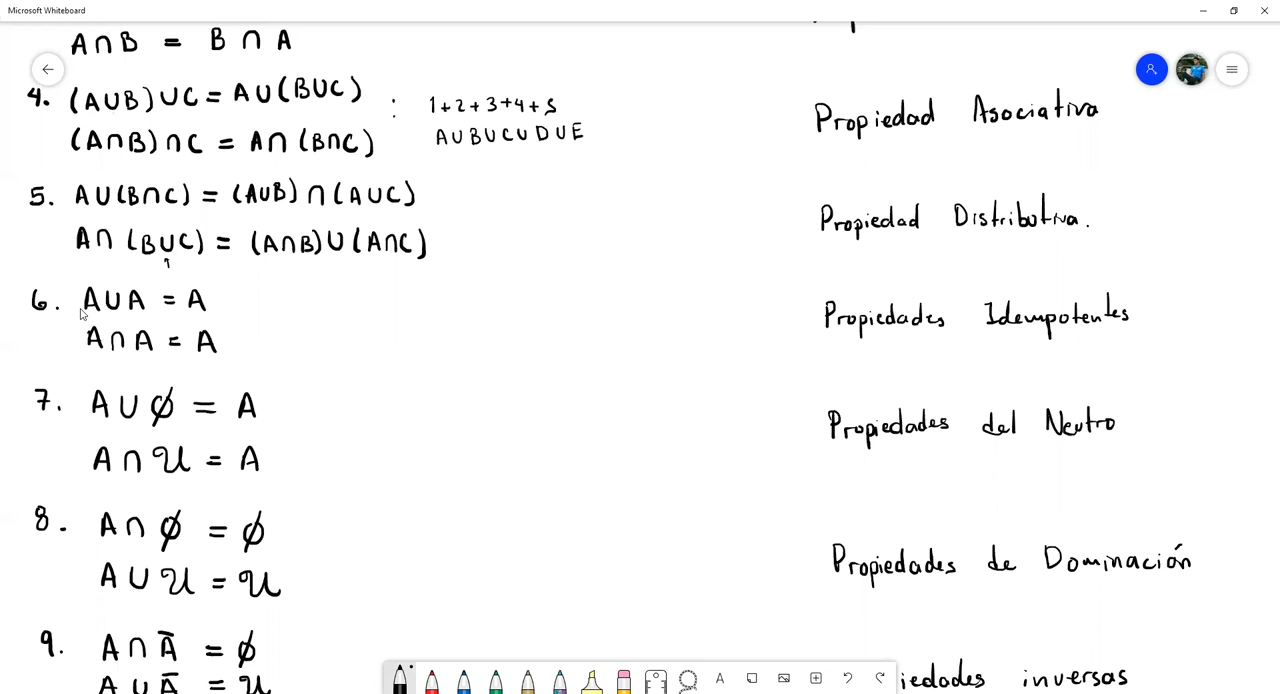 Microsoft Whiteboard
A∩B = B∩A
4. (A∪B)∪C = A∪(B∪C) : 1+2+3+4+5 Propiedad Asociativa
(A∩B)∩C = A∩(B∩C) A∪B∪C∪D∪E
5. A∪(B∩C) = (A∪B)∩(A∪C) Propiedad Distributiva.
A∩(B∪C) = (A∩B)∪(A∩C)
↑
6. A∪A = A Propiedades Idempotentes
A∩A = A
7. A∪∅ = A Propiedades del Neutro
A∩𝒰 = A
8. A∩∅ = ∅ Propiedades de Dominación
A∪𝒰 = 𝒰
9. A∩Ā = ∅
A∪Ā = 𝒰 iedades inversas
A